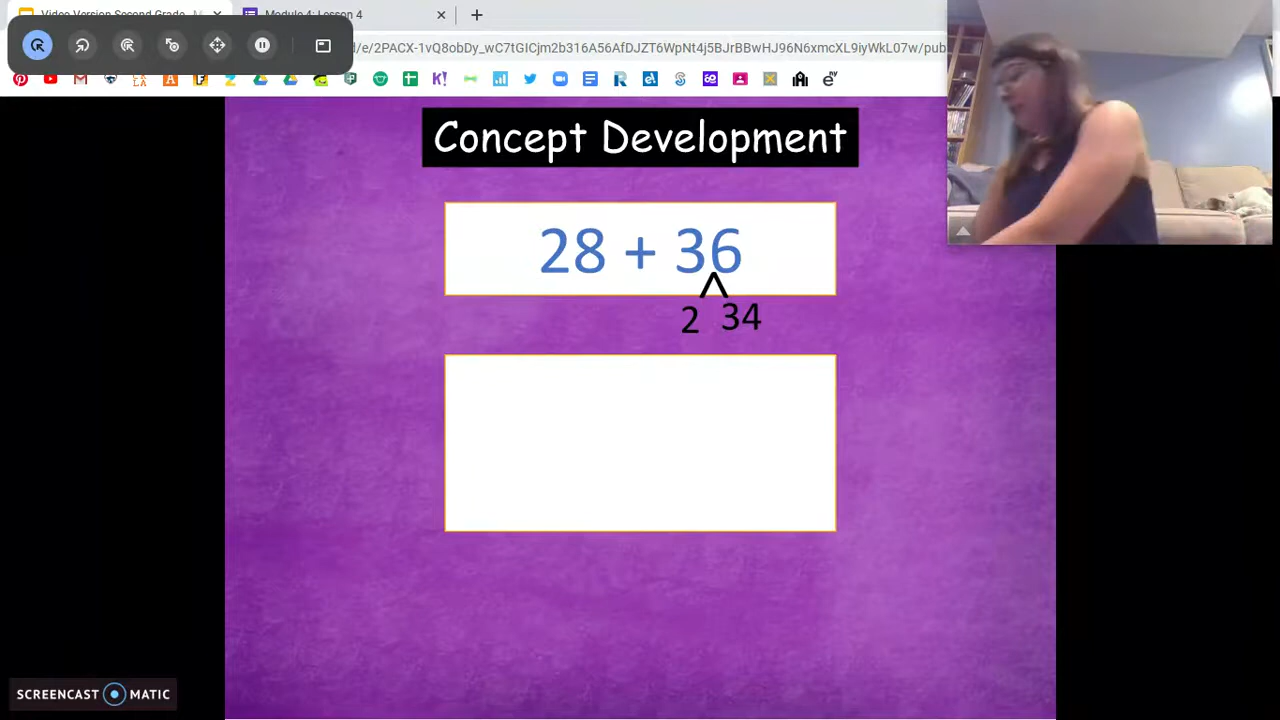 Video Version Second Grade
Module 4: Lesson 4
d/e/2PACX-1vQ8obDy_wC7tGICjm2b316A56AfDJZT6WpNt4j5BJrBBwHJ96N6xmcXL9iyWkL07w/pub
Concept Development
28 + 36
2 34
SCREENCAST MATIC